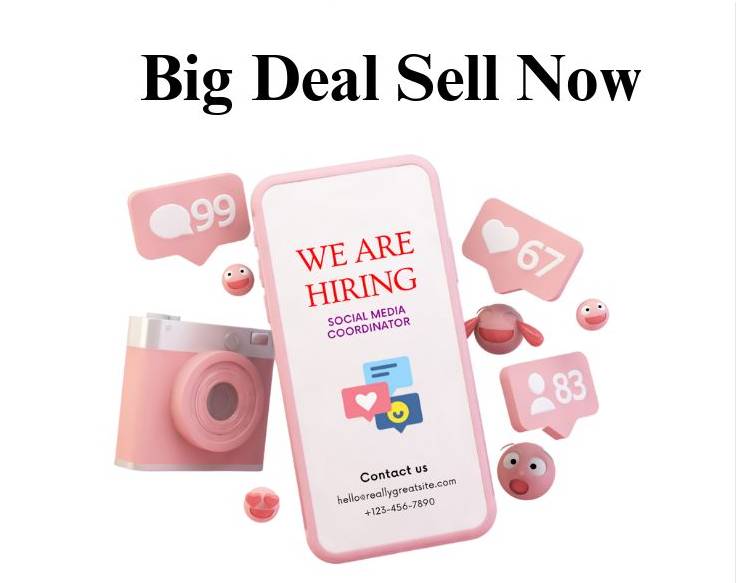 Big Deal Sell Now
99
67
WE ARE
HIRING
SOCIAL MEDIA
COORDINATOR
83
Contact us
hello@reallygreatsite.com
+123-456-7890